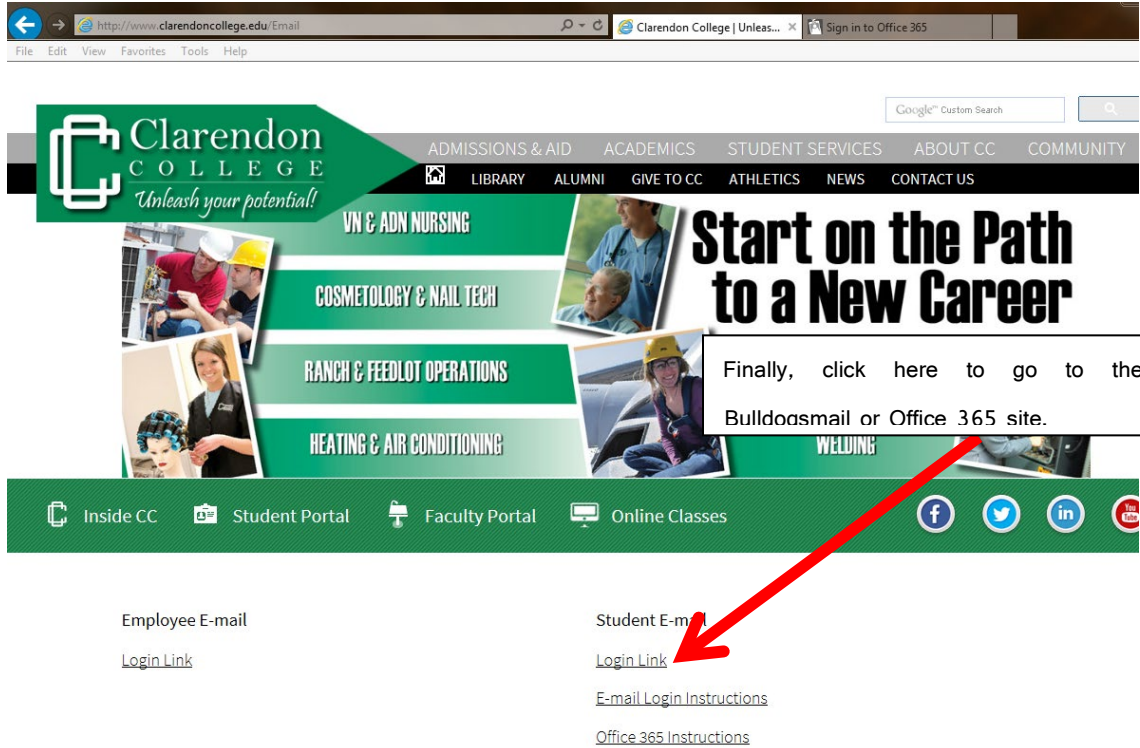 http://www.clarendoncollege.edu/Email
Clarendon College | Unleas...
Sign in to Office 365
File Edit View Favorites Tools Help
Google™ Custom Search
Clarendon
COLLEGE
Unleash your potential!
ADMISSIONS & AID ACADEMICS STUDENT SERVICES ABOUT CC COMMUNITY
LIBRARY ALUMNI GIVE TO CC ATHLETICS NEWS CONTACT US
VN & ADN NURSING
COSMETOLOGY & NAIL TECH
RANCH & FEEDLOT OPERATIONS
HEATING & AIR CONDITIONING
Start on the Path
to a New Career
Finally, click here to go to the
Bulldogsmail or Office 365 site.
WELDING
Inside CC Student Portal Faculty Portal Online Classes
You
Tube
Employee E-mail
Login Link
Student E-mail
Login Link
E-mail Login Instructions
Office 365 Instructions